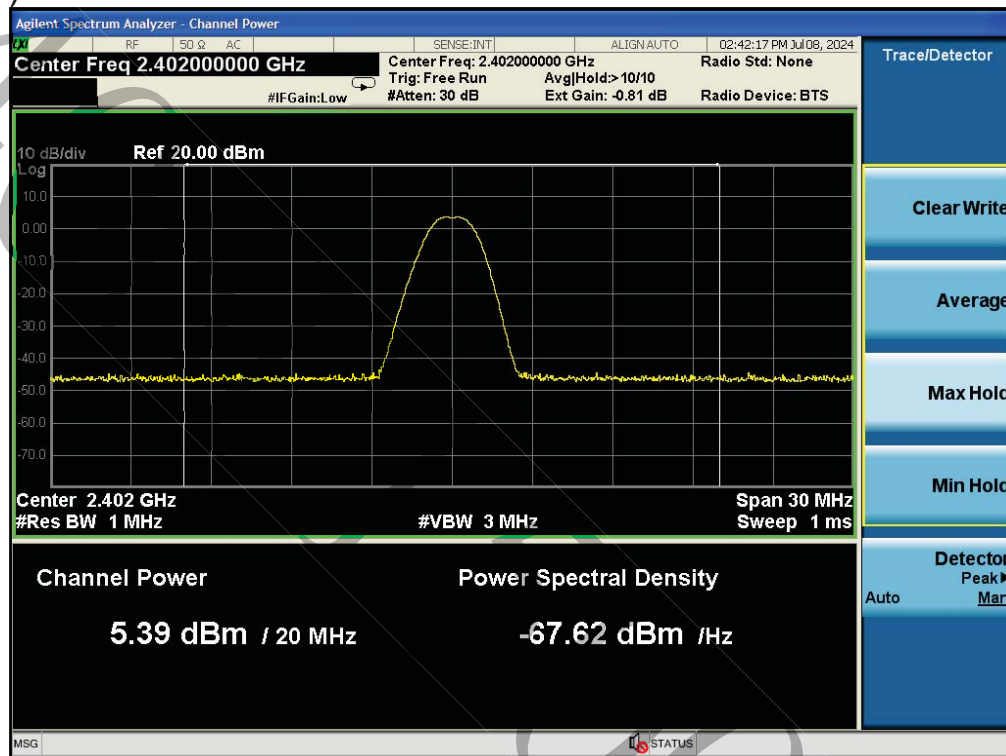 Agilent Spectrum Analyzer - Channel Power
LXI RF 50 Ω AC SENSE:INT ALIGN AUTO 02:42:17 PM Jul 08, 2024
Center Freq 2.402000000 GHz
Center Freq: 2.402000000 GHz Radio Std: None
Trig: Free Run Avg|Hold:> 10/10
#IFGain:Low #Atten: 30 dB Ext Gain: -0.81 dB Radio Device: BTS
10 dB/div Ref 20.00 dBm
Log
10.0
0.00
-10.0
-20.0
-30.0
-40.0
-50.0
-60.0
-70.0
Center 2.402 GHz Span 30 MHz
#Res BW 1 MHz #VBW 3 MHz Sweep 1 ms
Channel Power Power Spectral Density
5.39 dBm / 20 MHz -67.62 dBm /Hz
MSG STATUS
Trace/Detector
Clear Write
Average
Max Hold
Min Hold
Detector
Peak
Auto Man